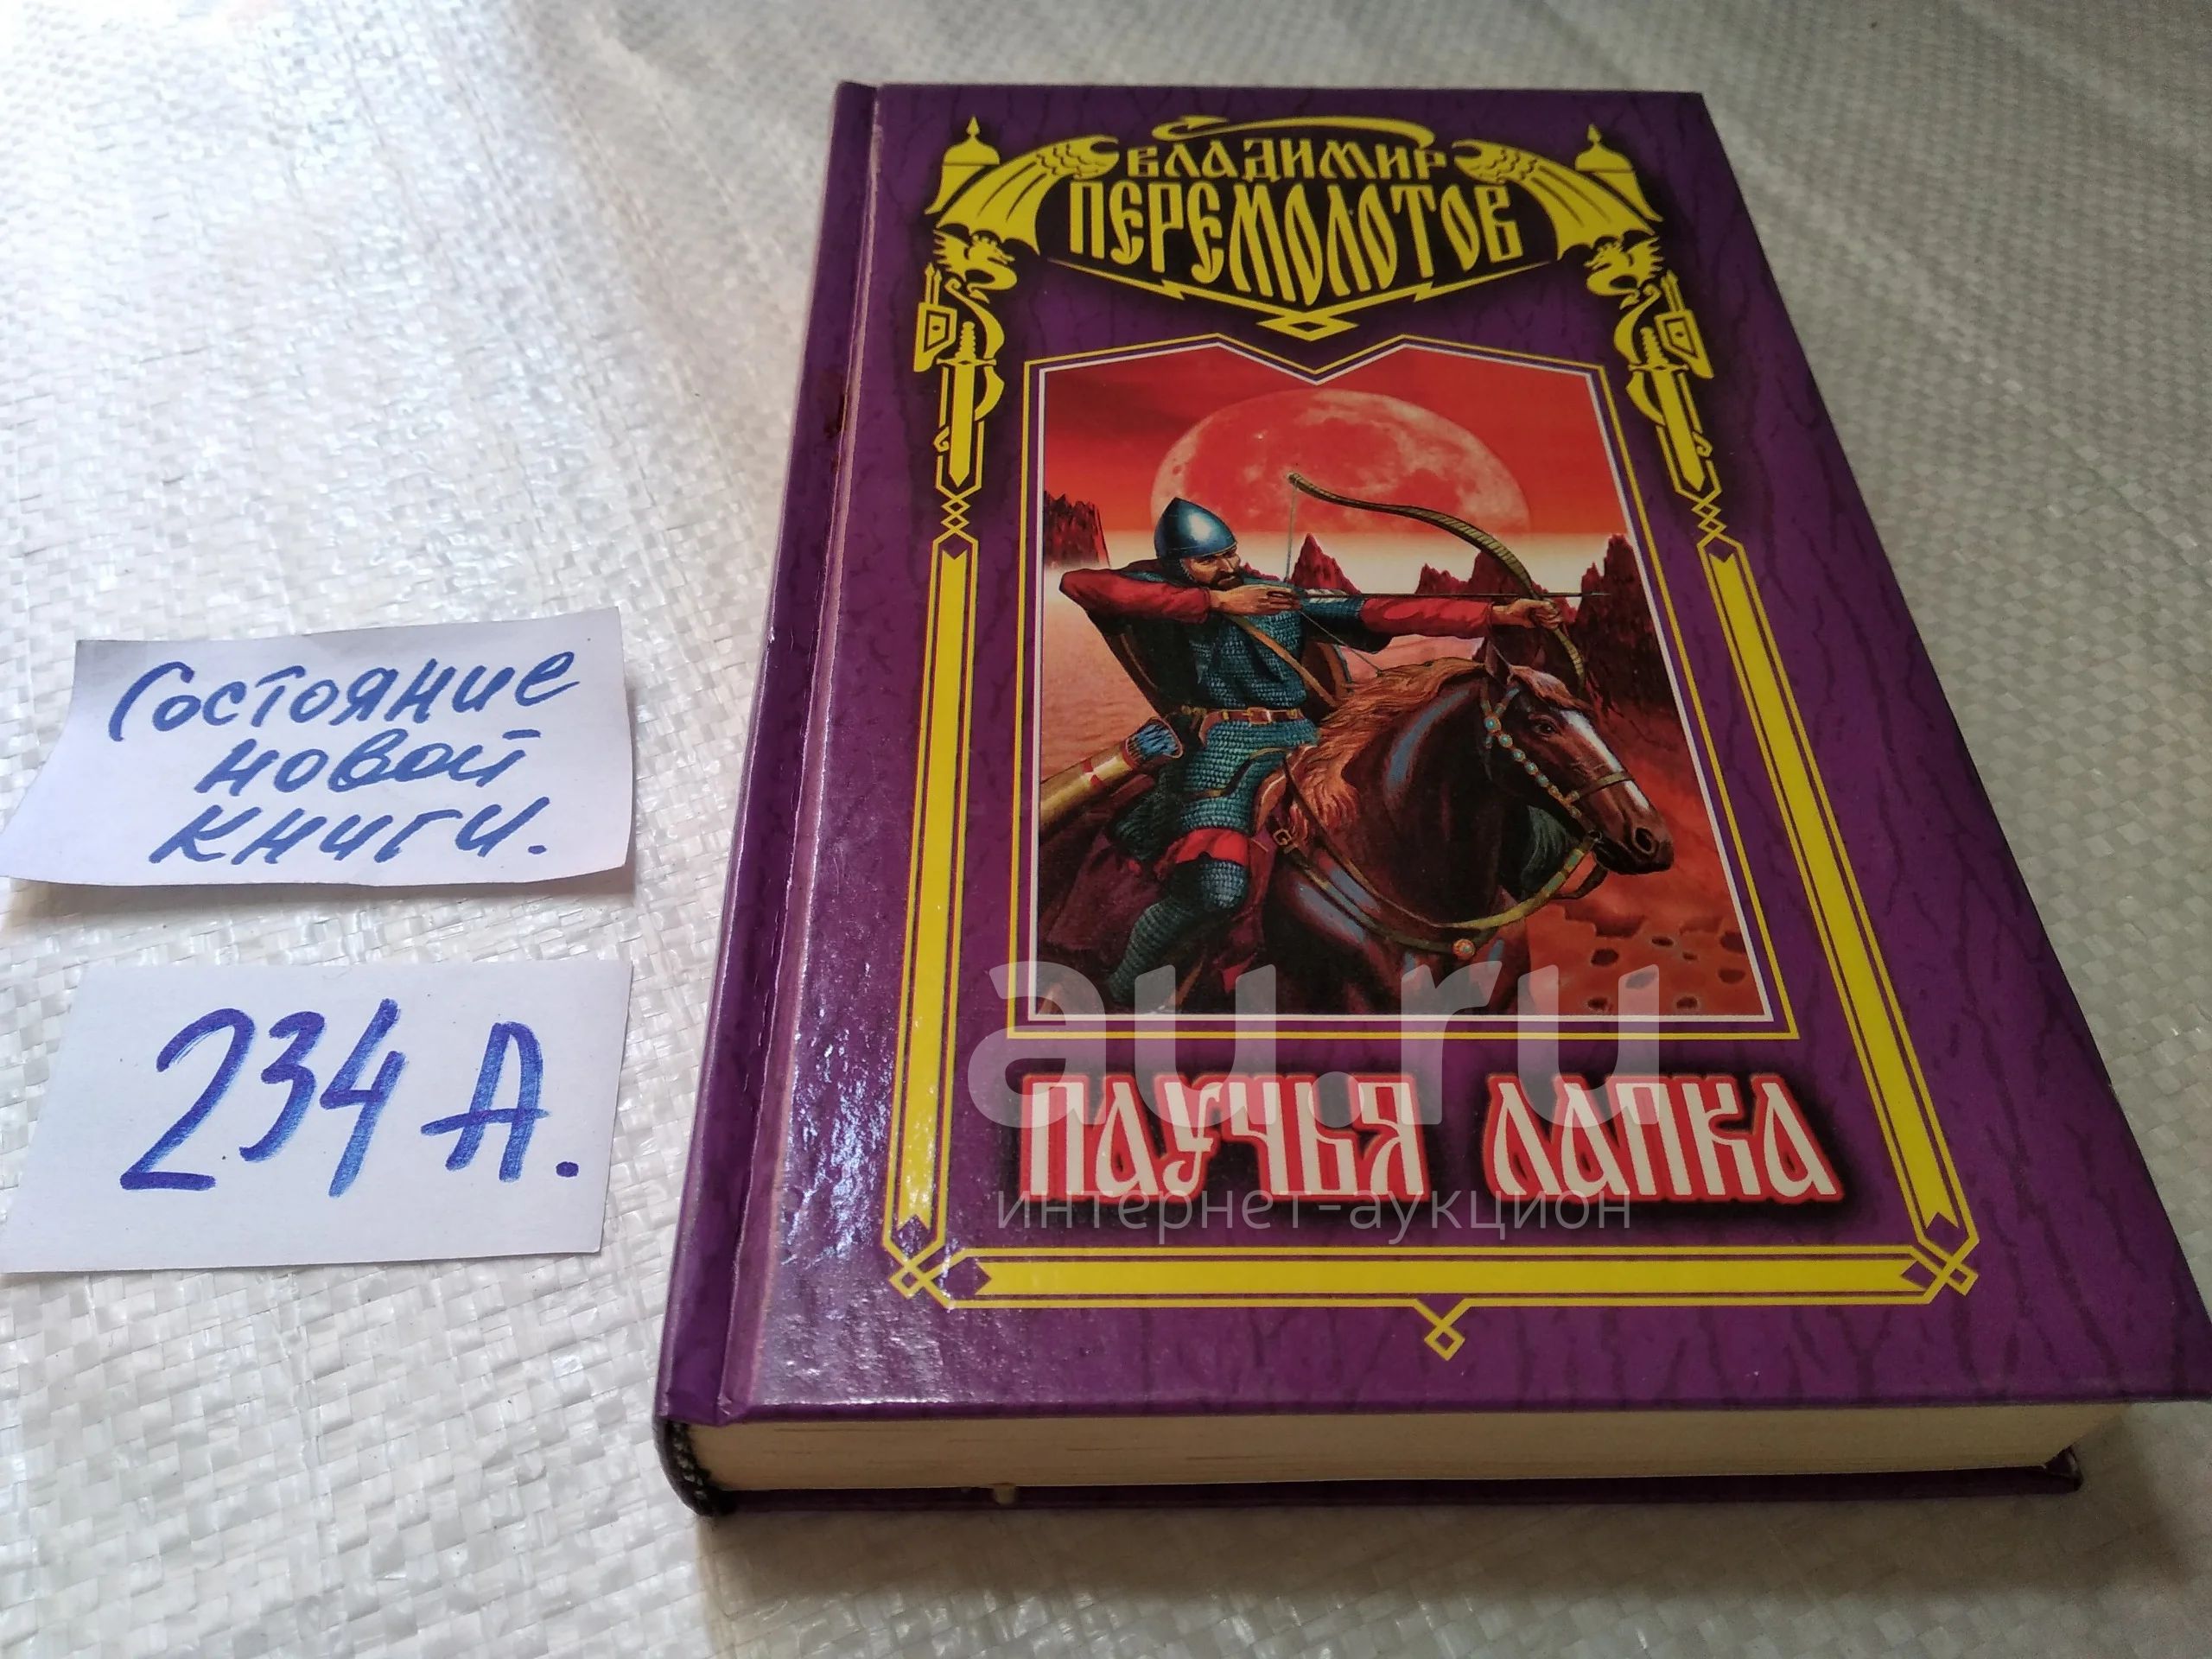 Состояние
новой
книги.
234 А.
ВЛАДИМИР
ПЕРЕМОЛОТОВ
ПАУЧЬЯ ЛАПКА
au.ru
интернет-аукцион